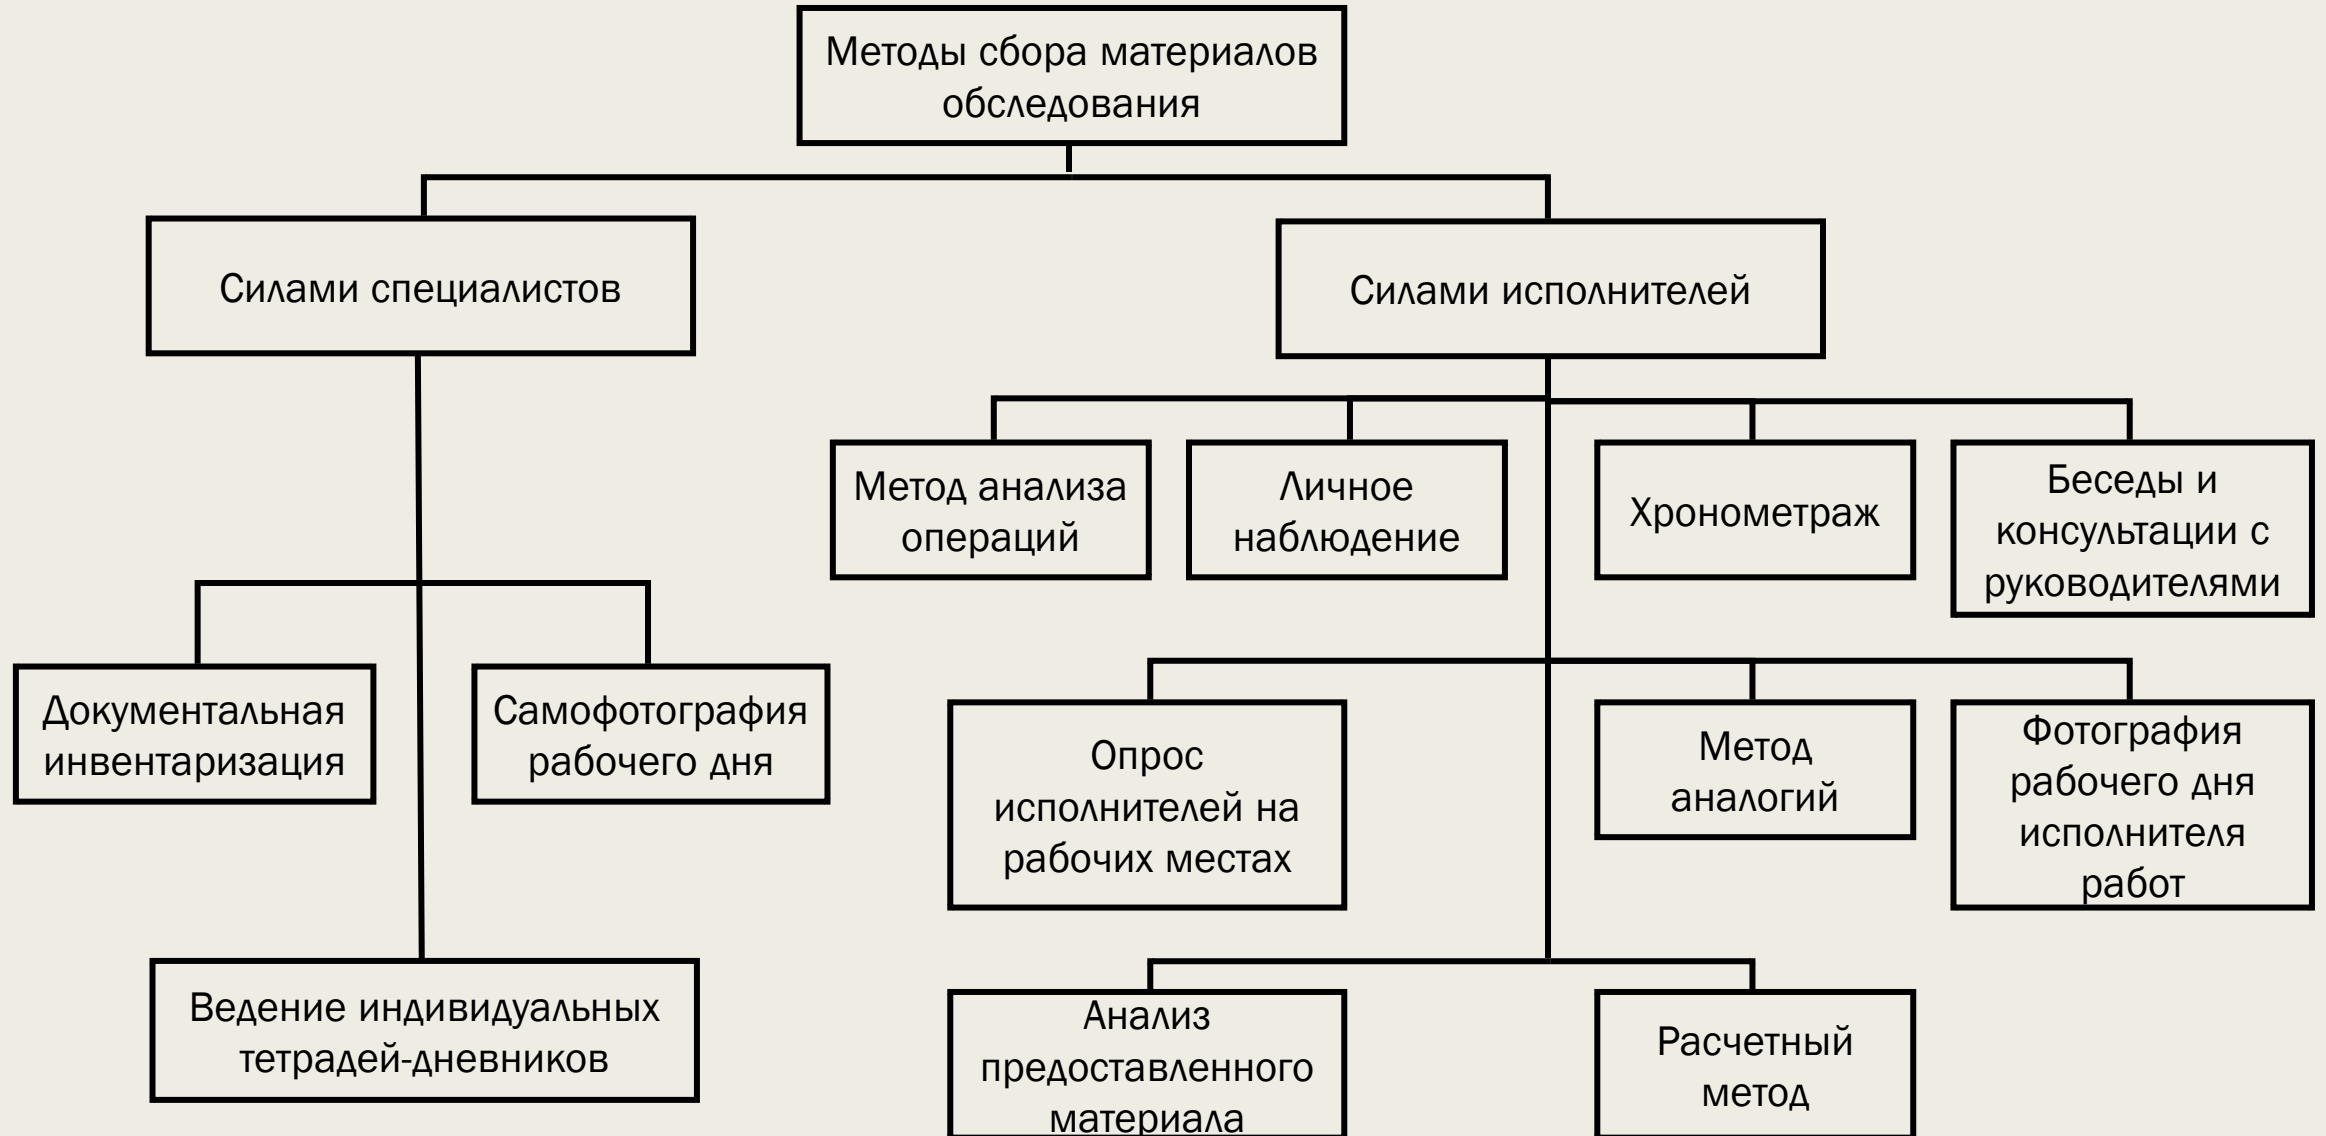 Методы сбора материалов
обследования
Силами специалистов
Силами исполнителей
Метод анализа
операций
Личное
наблюдение
Хронометраж
Беседы и
консультации с
руководителями
Документальная
инвентаризация
Самофотография
рабочего дня
Опрос
исполнителей на
рабочих местах
Метод
аналогий
Фотография
рабочего дня
исполнителя
работ
Ведение индивидуальных
тетрадей-дневников
Анализ
предоставленного
материала
Расчетный
метод